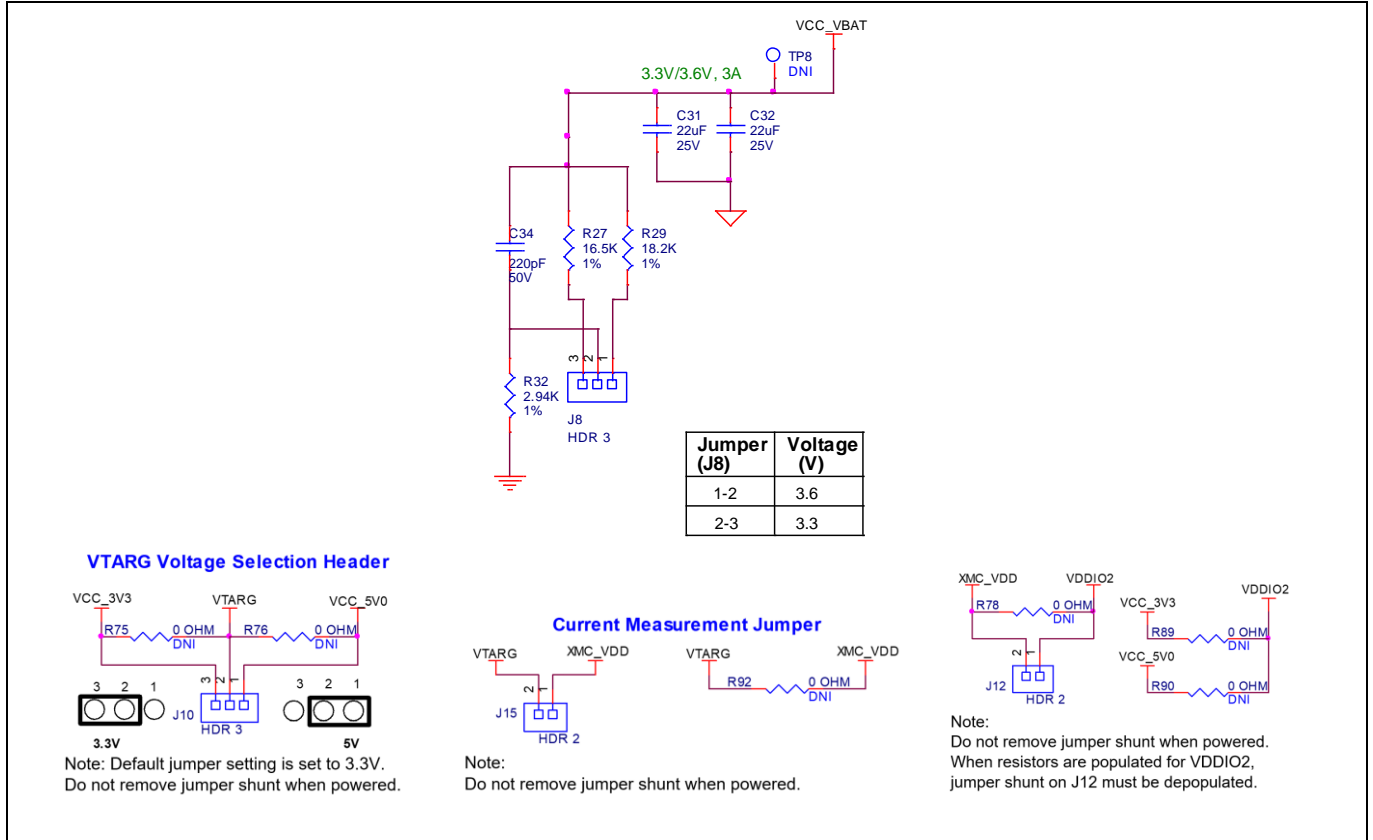 VCC_VBAT
TP8
DNI
3.3V/3.6V, 3A
C31
22uF
25V
C32
22uF
25V
C34
220pF
50V
R27
16.5K
1%
R29
18.2K
1%
3 2 1
R32
2.94K
1%
J8
HDR 3
Jumper (J8) Voltage (V)
1-2 3.6
2-3 3.3
VTARG Voltage Selection Header
VCC_3V3 VTARG VCC_5V0
R75 0 OHM R76 0 OHM
DNI DNI
3 2 1
3 2 1
3 2 1
J10
HDR 3
3.3V 5V
Note: Default jumper setting is set to 3.3V.
Do not remove jumper shunt when powered.
Current Measurement Jumper
VTARG XMC_VDD
2 1
J15
HDR 2
VTARG XMC_VDD
R92 0 OHM
DNI
Note:
Do not remove jumper shunt when powered.
XMC_VDD VDDIO2
R78 0 OHM
DNI
2 1
J12
HDR 2
VDDIO2
VCC_3V3
R89 0 OHM
DNI
VCC_5V0
R90 0 OHM
DNI
Note:
Do not remove jumper shunt when powered.
When resistors are populated for VDDIO2,
jumper shunt on J12 must be depopulated.